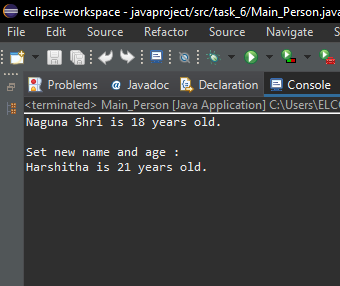 eclipse-workspace - javaproject/src/task_6/Main_Person.java
File Edit Source Refactor Source Navigate
Problems @ Javadoc Declaration Console
<terminated> Main_Person [Java Application] C:\Users\ELC
Naguna Shri is 18 years old.
Set new name and age :
Harshitha is 21 years old.